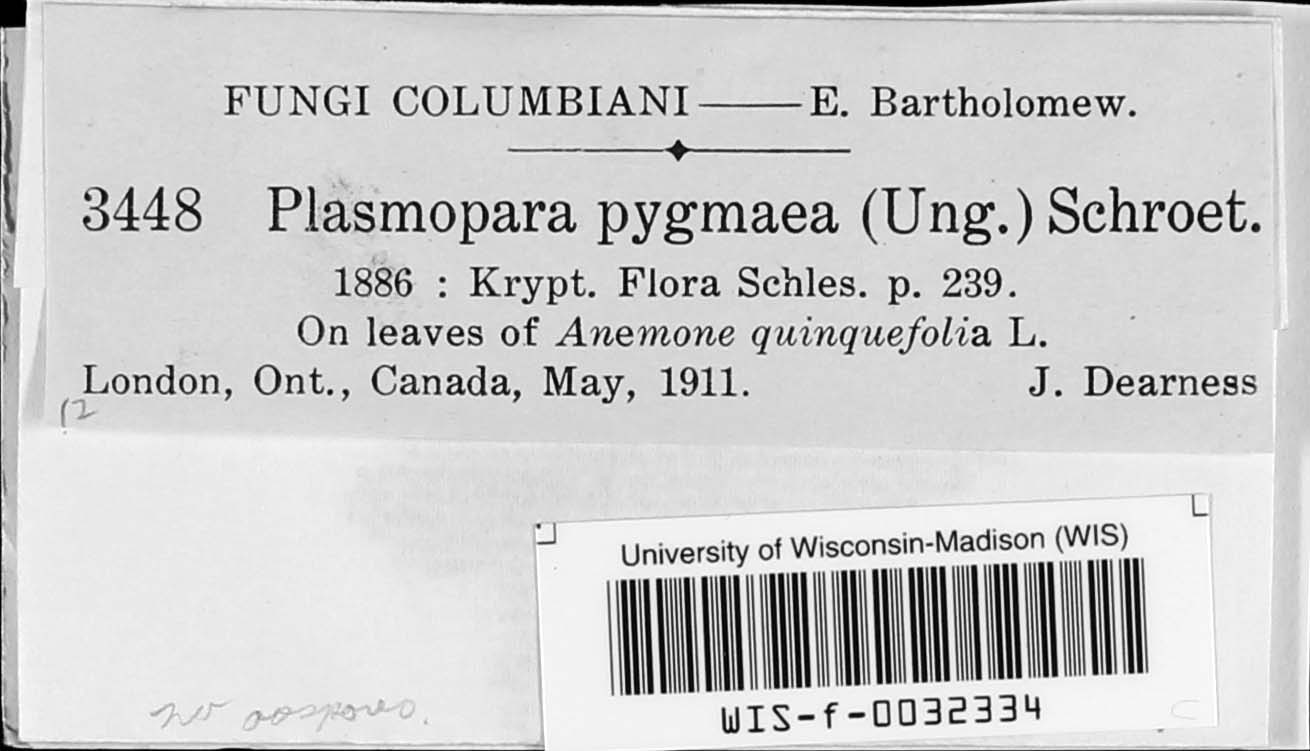 FUNGI COLUMBIANI—E. Bartholomew.
3448 Plasmopara pygmaea (Ung.) Schroet.
1886 : Krypt. Flora Schles. p. 239.
On leaves of Anemone quinquefolia L.
London, Ont., Canada, May, 1911. J. Dearness
12
University of Wisconsin-Madison (WIS)
WIS-f-0032334
no oospores.